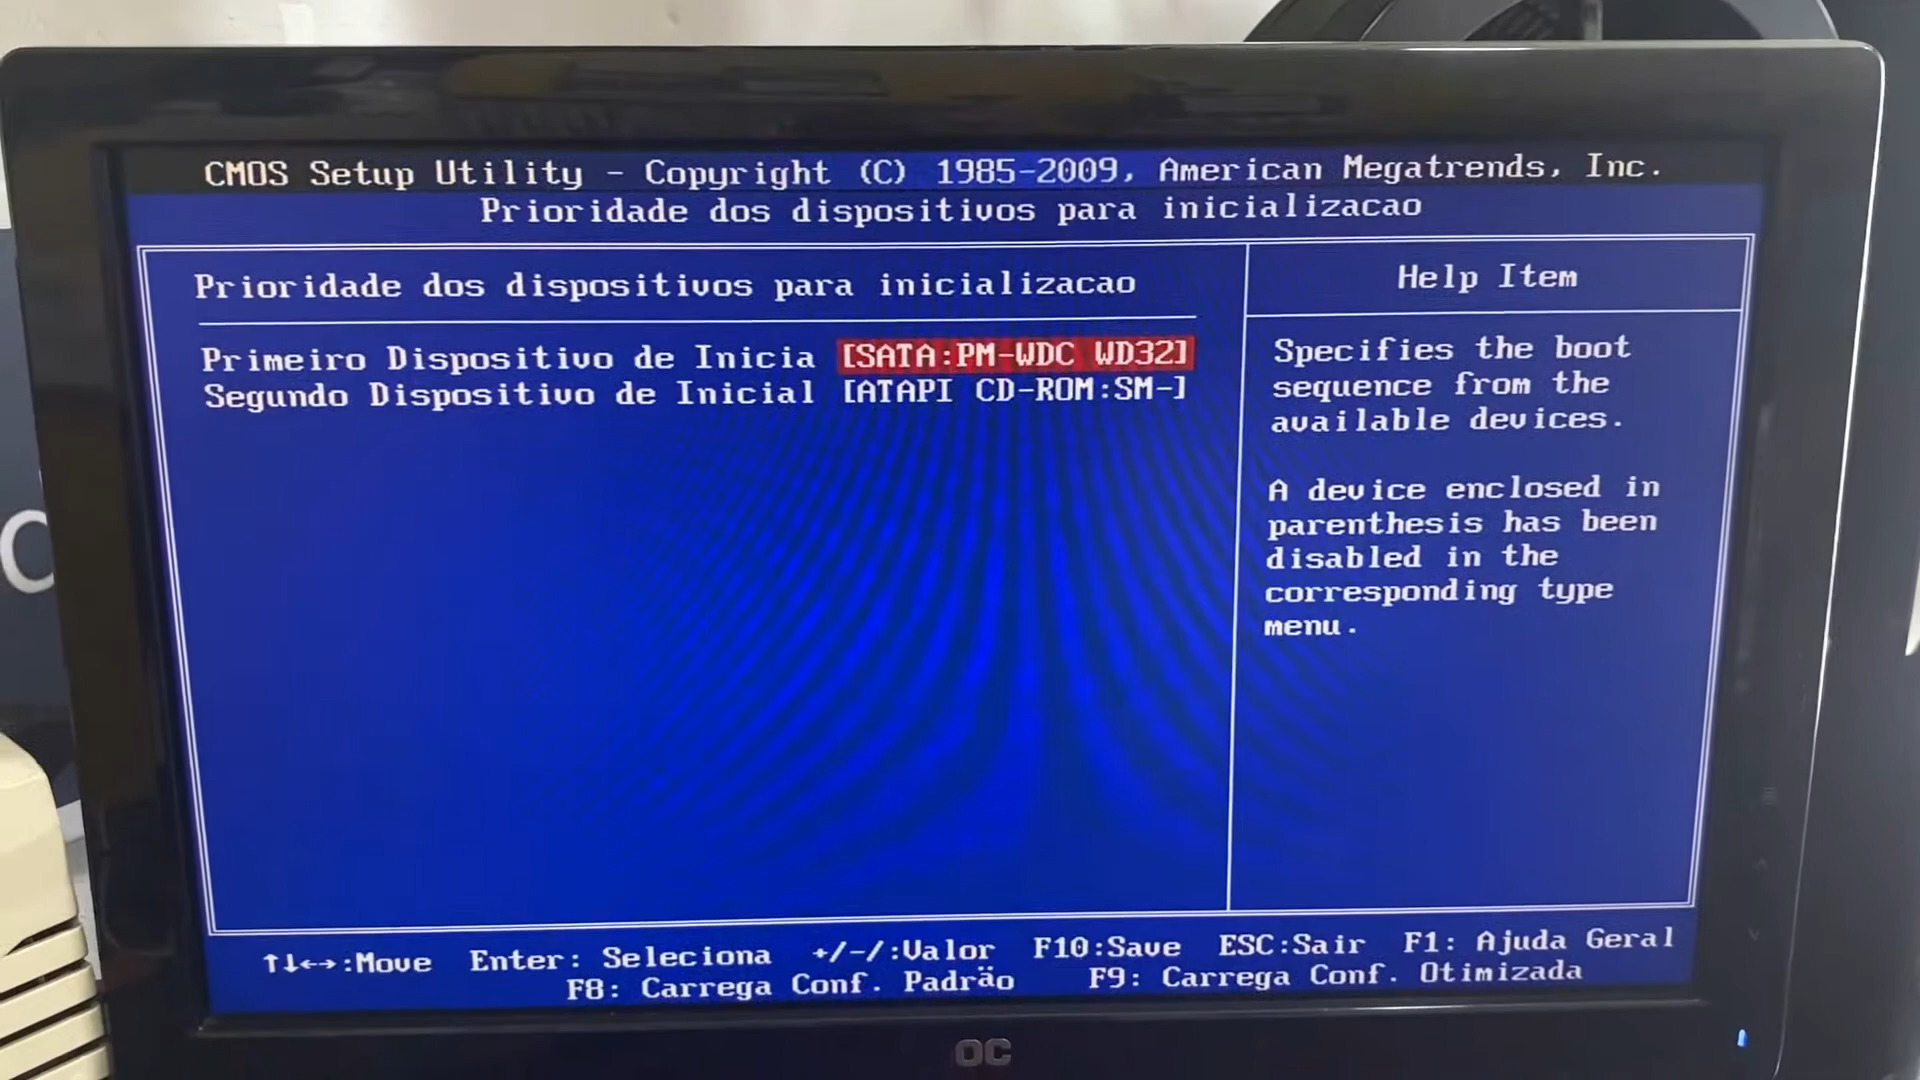 CMOS Setup Utility - Copyright (C) 1985-2009, American Megatrends, Inc.
Prioridade dos dispositivos para inicializacao
Prioridade dos dispositivos para inicializacao
Primeiro Dispositivo de Inicia [SATA:PM-WDC WD32]
Segundo Dispositivo de Inicial [ATAPI CD-ROM:SM-]
Help Item
Specifies the boot
sequence from the
available devices.
A device enclosed in
parenthesis has been
disabled in the
corresponding type
menu.
↑↓←→:Move Enter: Seleciona +/-/:Valor F10:Save ESC:Sair F1: Ajuda Geral
F8: Carrega Conf. Padräo F9: Carrega Conf. Otimizada
OC